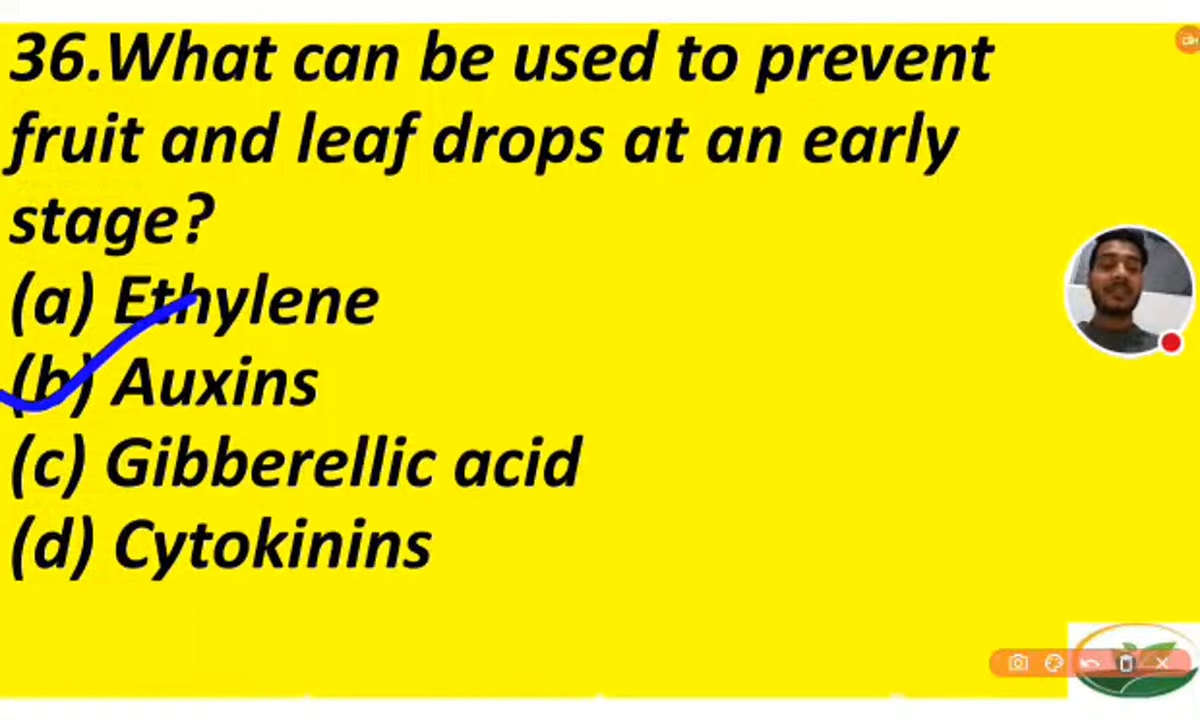 36.What can be used to prevent
fruit and leaf drops at an early
stage?
(a) Ethylene
(b) Auxins
(c) Gibberellic acid
(d) Cytokinins